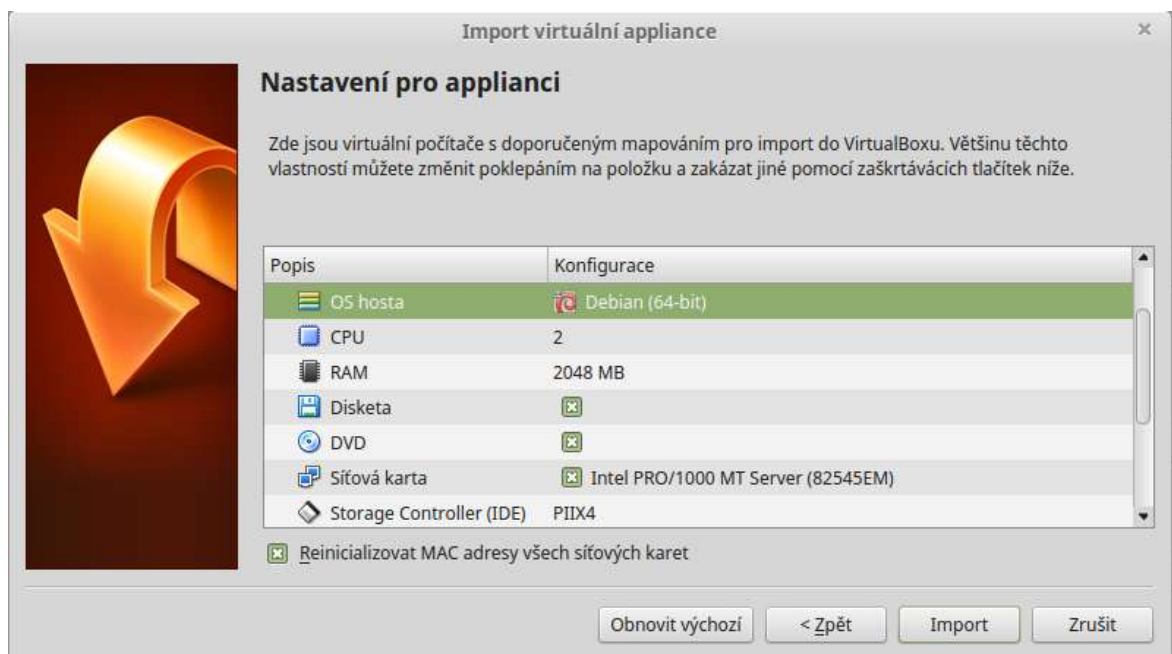 Import virtuální appliance
Nastavení pro applianci
Zde jsou virtuální počítače s doporučeným mapováním pro import do VirtualBoxu. Většinu těchto
vlastností můžete změnit poklepáním na položku a zakázat jiné pomocí zaškrtávácích tlačítek níže.
Popis Konfigurace
OS hosta Debian (64-bit)
CPU 2
RAM 2048 MB
Disketa
DVD
Síťová karta Intel PRO/1000 MT Server (82545EM)
Storage Controller (IDE) PIIX4
Reinicializovat MAC adresy všech síťových karet
Obnovit výchozí < Zpět Import Zrušit